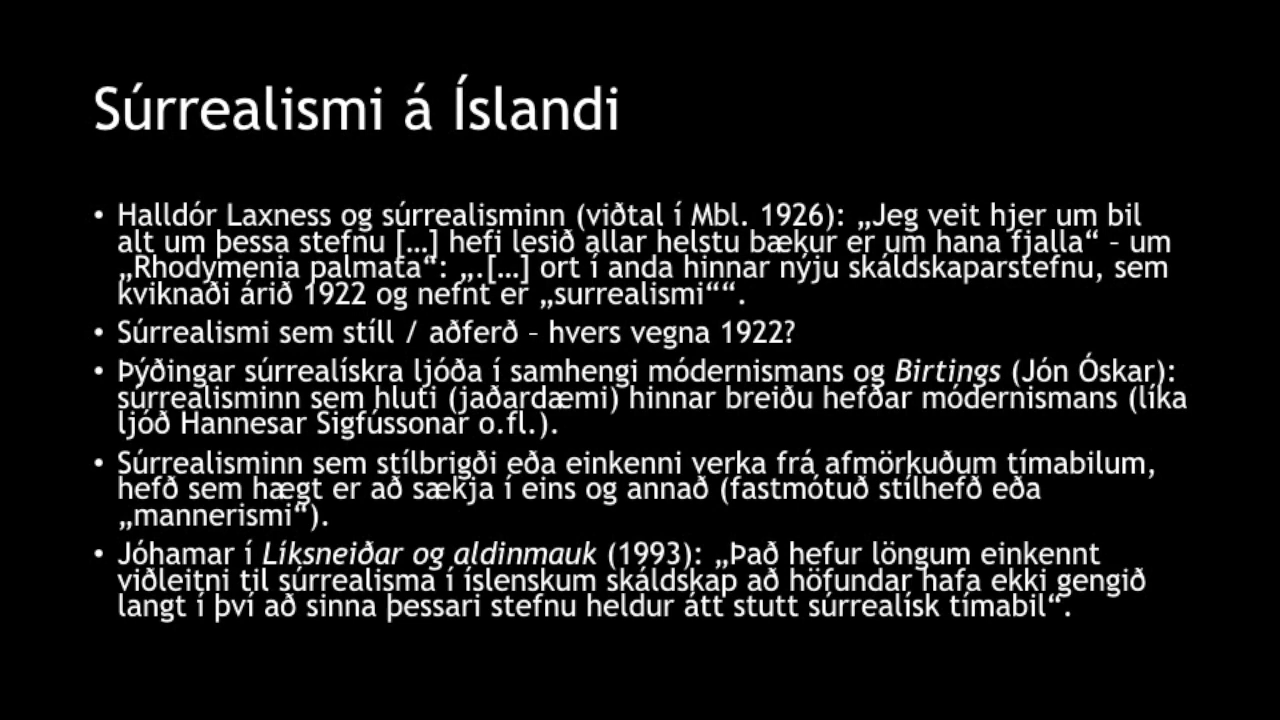 Súrrealismi á Íslandi
• Halldór Laxness og súrrealisminn (viðtal í Mbl. 1926): „Jeg veit hjer um bil
alt um þessa stefnu […] hefi lesið allar helstu bækur er um hana fjalla“ – um
„Rhodymenia palmata“: „.[…] ort í anda hinnar nýju skáldskaparstefnu, sem
kviknaði árið 1922 og nefnt er „surrealismi““.
• Súrrealismi sem stíll / aðferð – hvers vegna 1922?
• Þýðingar súrrealískra ljóða í samhengi módernismans og Birtings (Jón Óskar):
súrrealisminn sem hluti (jaðardæmi) hinnar breiðu hefðar módernismans (líka
ljóð Hannesar Sigfússonar o.fl.).
• Súrrealisminn sem stílbrigði eða einkenni verka frá afmörkuðum tímabilum,
hefð sem hægt er að sækja í eins og annað (fastmótuð stílhefð eða
„mannerismi“).
• Jóhamar í Líksneiðar og aldinmauk (1993): „Það hefur löngum einkennt
viðleitni til súrrealisma í íslenskum skáldskap að höfundar hafa ekki gengið
langt í því að sinna þessari stefnu heldur átt stutt súrrealísk tímabil“.